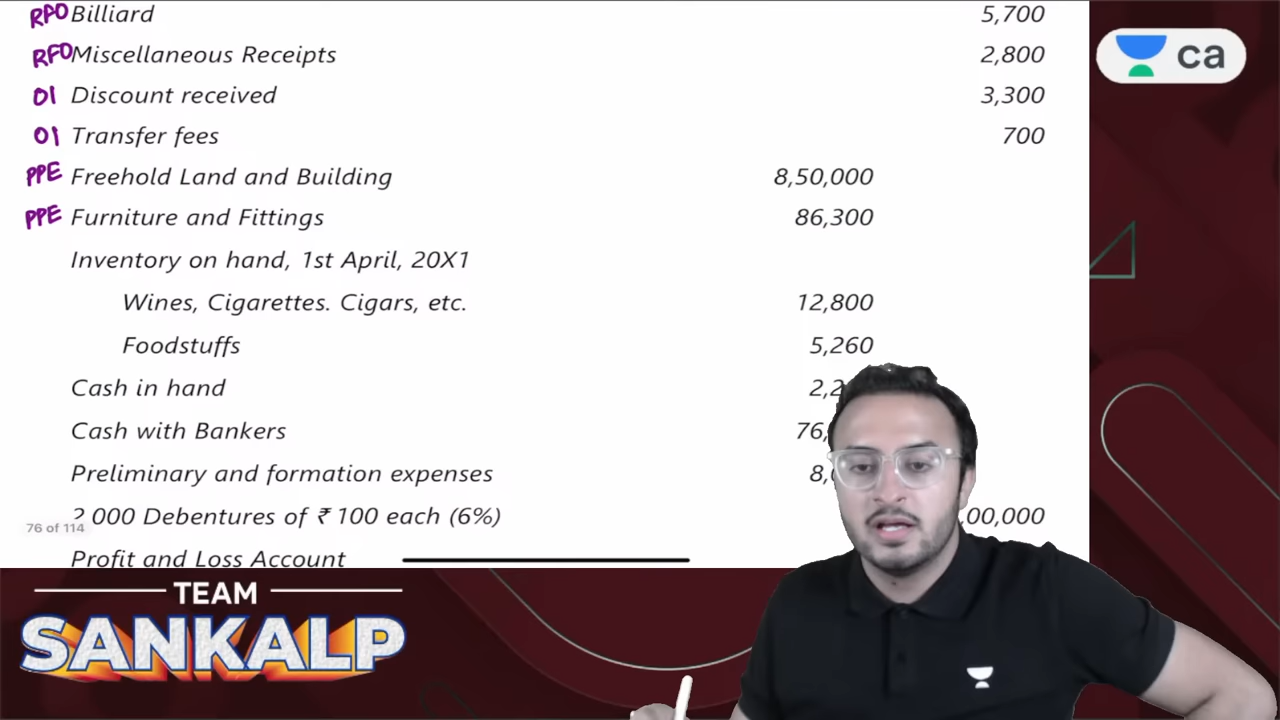 RFO Billiard 5,700
RFO Miscellaneous Receipts 2,800
OI Discount received 3,300
OI Transfer fees 700
PPE Freehold Land and Building 8,50,000
PPE Furniture and Fittings 86,300
Inventory on hand, 1st April, 20X1
Wines, Cigarettes. Cigars, etc. 12,800
Foodstuffs 5,260
Cash in hand
Cash with Bankers
Preliminary and formation expenses
2,000 Debentures of ₹ 100 each (6%)
76 of 114
Profit and Loss Account
ca
TEAM
SANKALP